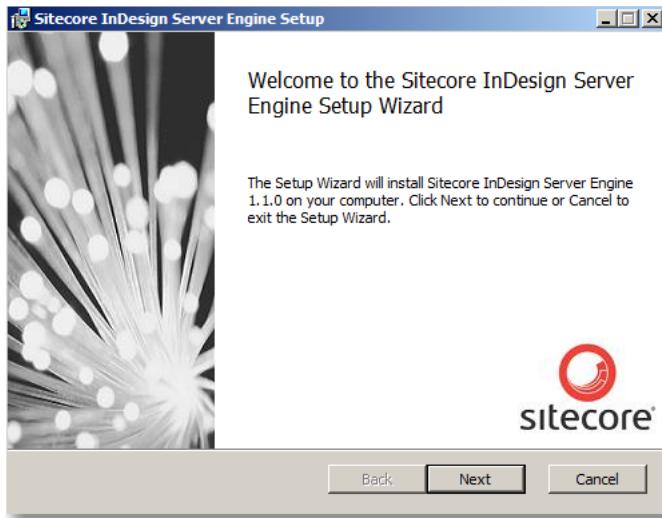 Sitecore InDesign Server Engine Setup
Welcome to the Sitecore InDesign Server
Engine Setup Wizard
The Setup Wizard will install Sitecore InDesign Server Engine
1.1.0 on your computer. Click Next to continue or Cancel to
exit the Setup Wizard.
sitecore
Back Next Cancel